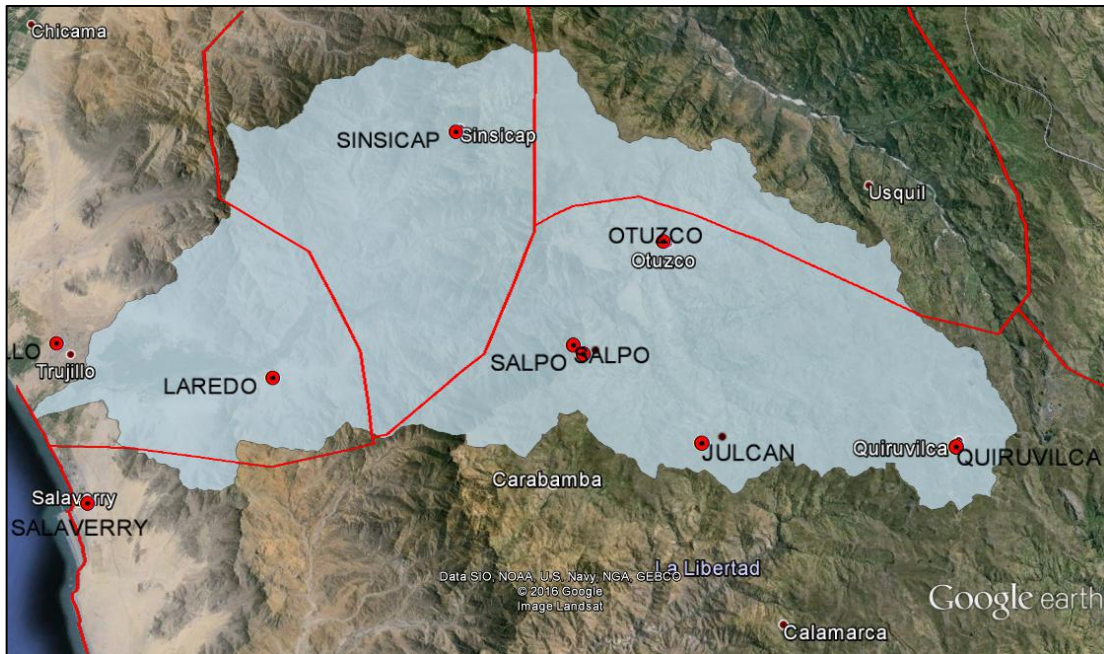 Chicama
SINSICAP
Sinsicap
Usquil
OTUZCO
Otuzco
LLO
Trujillo
LAREDO
SALPO
SALPO
JULCAN
Quiruvilca
QUIRUVILCA
Carabamba
Salaverry
SALAVERRY
La Libertad
Data SIO, NOAA, U.S. Navy, NGA, GEBCO
© 2016 Google
Image Landsat
Google earth
Calamarca